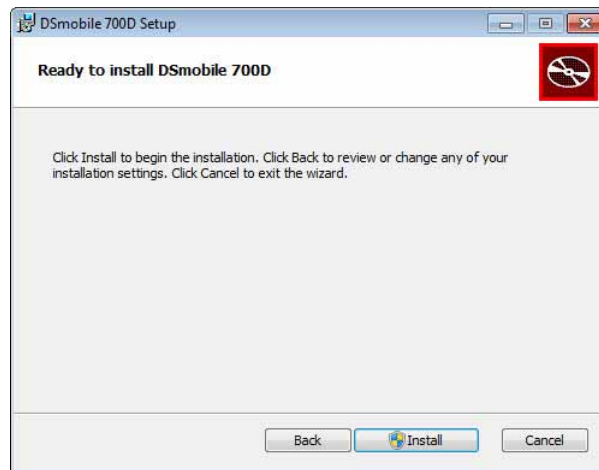 DSmobile 700D Setup
Ready to install DSmobile 700D
Click Install to begin the installation. Click Back to review or change any of your
installation settings. Click Cancel to exit the wizard.
Back Install Cancel